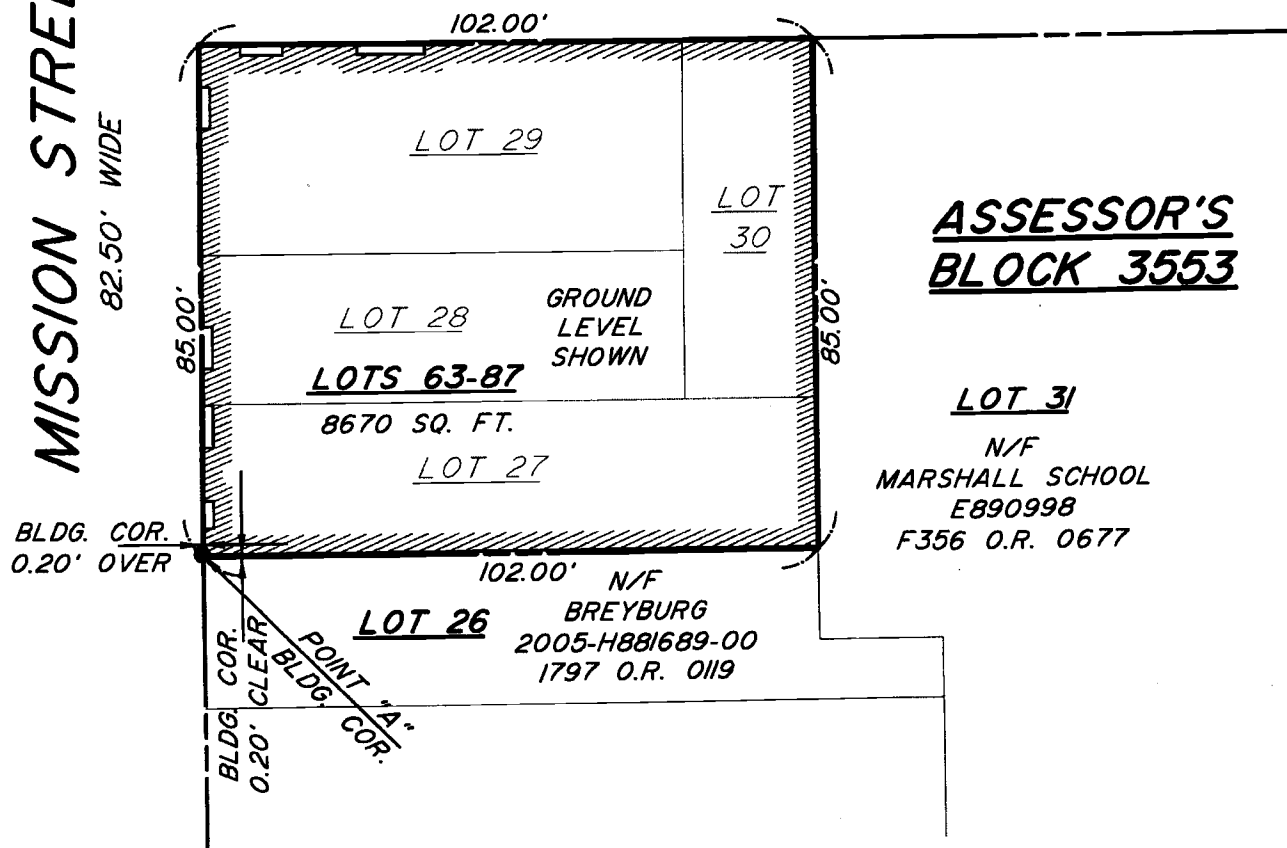 MISSION STREE
82.50' WIDE
102.00'
LOT 29
LOT
30
ASSESSOR'S
BLOCK 3553
85.00'
LOT 28
GROUND
LEVEL
SHOWN
85.00'
LOTS 63-87
8670 SQ. FT.
LOT 27
LOT 31
N/F
MARSHALL SCHOOL
E890998
F356 O.R. 0677
BLDG. COR.
0.20' OVER
102.00'
N/F
BREYBURG
2005-H881689-00
1797 O.R. 0119
LOT 26
BLDG. COR.
0.20' CLEAR
POINT "A"
BLDG. COR.